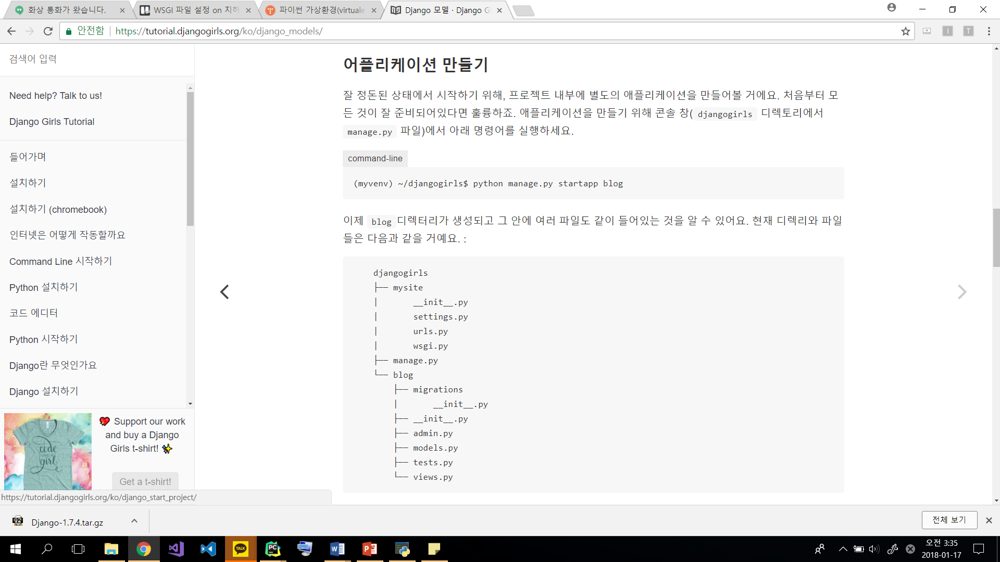 화상 통화가 왔습니다.
WSGI 파일 설정 on 지허
파이썬 가상환경(virtuale
Django 모델 · Django G
안전함
https://tutorial.djangogirls.org/ko/django_models/
검색어 입력
Need help? Talk to us!
Django Girls Tutorial
들어가며
설치하기
설치하기 (chromebook)
인터넷은 어떻게 작동할까요
Command Line 시작하기
Python 설치하기
코드 에디터
Python 시작하기
Django란 무엇인가요
Django 설치하기
code
LIKE A
girl
💖 Support our work
and buy a Django
Girls t-shirt! ✨
Get a t-shirt!
https://tutorial.djangogirls.org/ko/django_start_project/
어플리케이션 만들기
잘 정돈된 상태에서 시작하기 위해, 프로젝트 내부에 별도의 애플리케이션을 만들어볼 거에요. 처음부터 모
든 것이 잘 준비되어있다면 훌륭하죠. 애플리케이션을 만들기 위해 콘솔 창( djangogirls 디렉토리에서
manage.py 파일)에서 아래 명령어를 실행하세요.
command-line
(myvenv) ~/djangogirls$ python manage.py startapp blog
이제 blog 디렉터리가 생성되고 그 안에 여러 파일도 같이 들어있는 것을 알 수 있어요. 현재 디렉리와 파일
들은 다음과 같을 거예요. :
djangogirls
├── mysite
|       __init__.py
|       settings.py
|       urls.py
|       wsgi.py
├── manage.py
└── blog
    ├── migrations
    |       __init__.py
    ├── __init__.py
    ├── admin.py
    ├── models.py
    ├── tests.py
    └── views.py
GZ
Django-1.7.4.tar.gz
전체 보기
TALK
PC
오전 3:35
2018-01-17